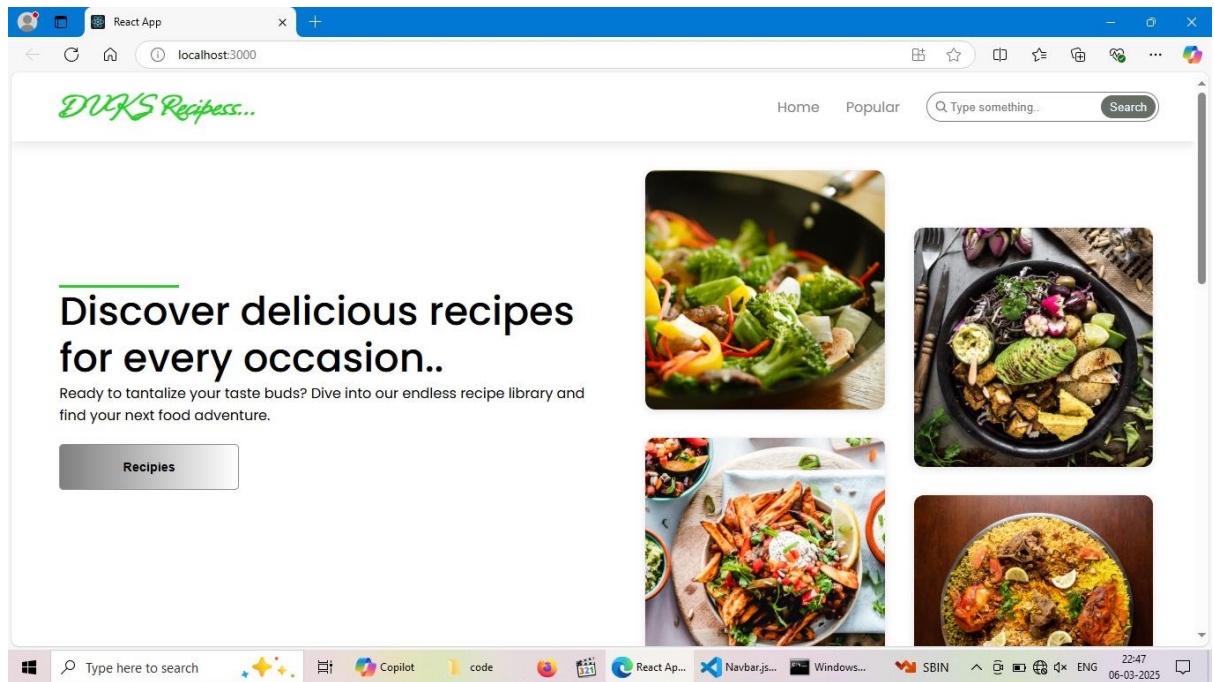 React App
localhost:3000
DUKS Recipess...
Home Popular Type something.. Search
Discover delicious recipes
for every occasion..
Ready to tantalize your taste buds? Dive into our endless recipe library and
find your next food adventure.
Recipies
Type here to search Copilot code 321 React Ap... Navbar.js... Windows... SBIN ENG 22:47
06-03-2025